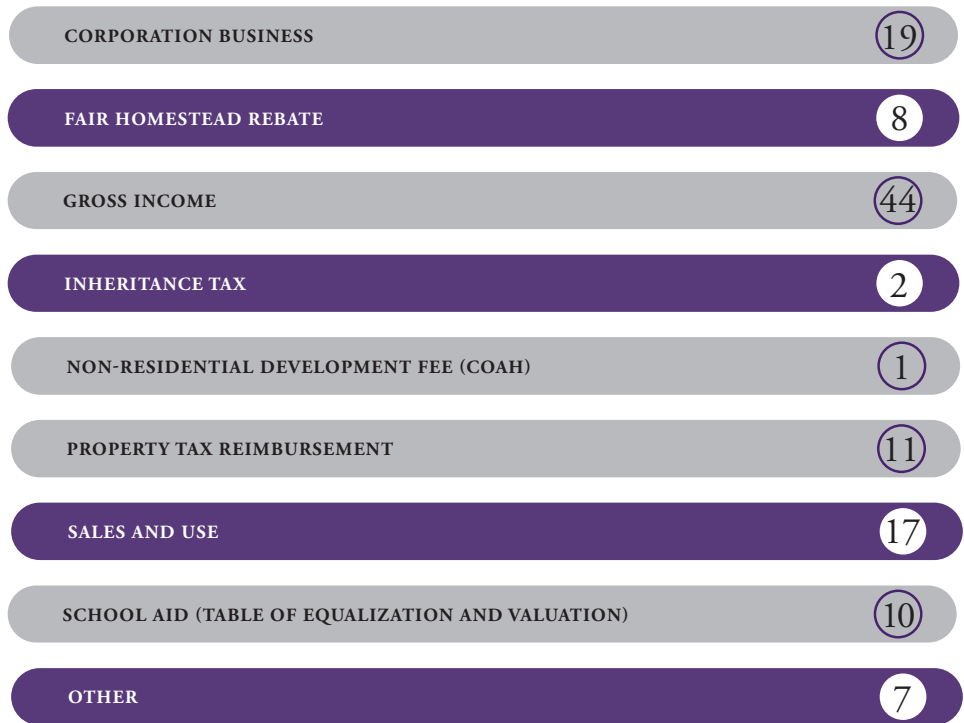 CORPORATION BUSINESS 19
FAIR HOMESTEAD REBATE 8
GROSS INCOME 44
INHERITANCE TAX 2
NON-RESIDENTIAL DEVELOPMENT FEE (COAH) 1
PROPERTY TAX REIMBURSEMENT 11
SALES AND USE 17
SCHOOL AID (TABLE OF EQUALIZATION AND VALUATION) 10
OTHER 7